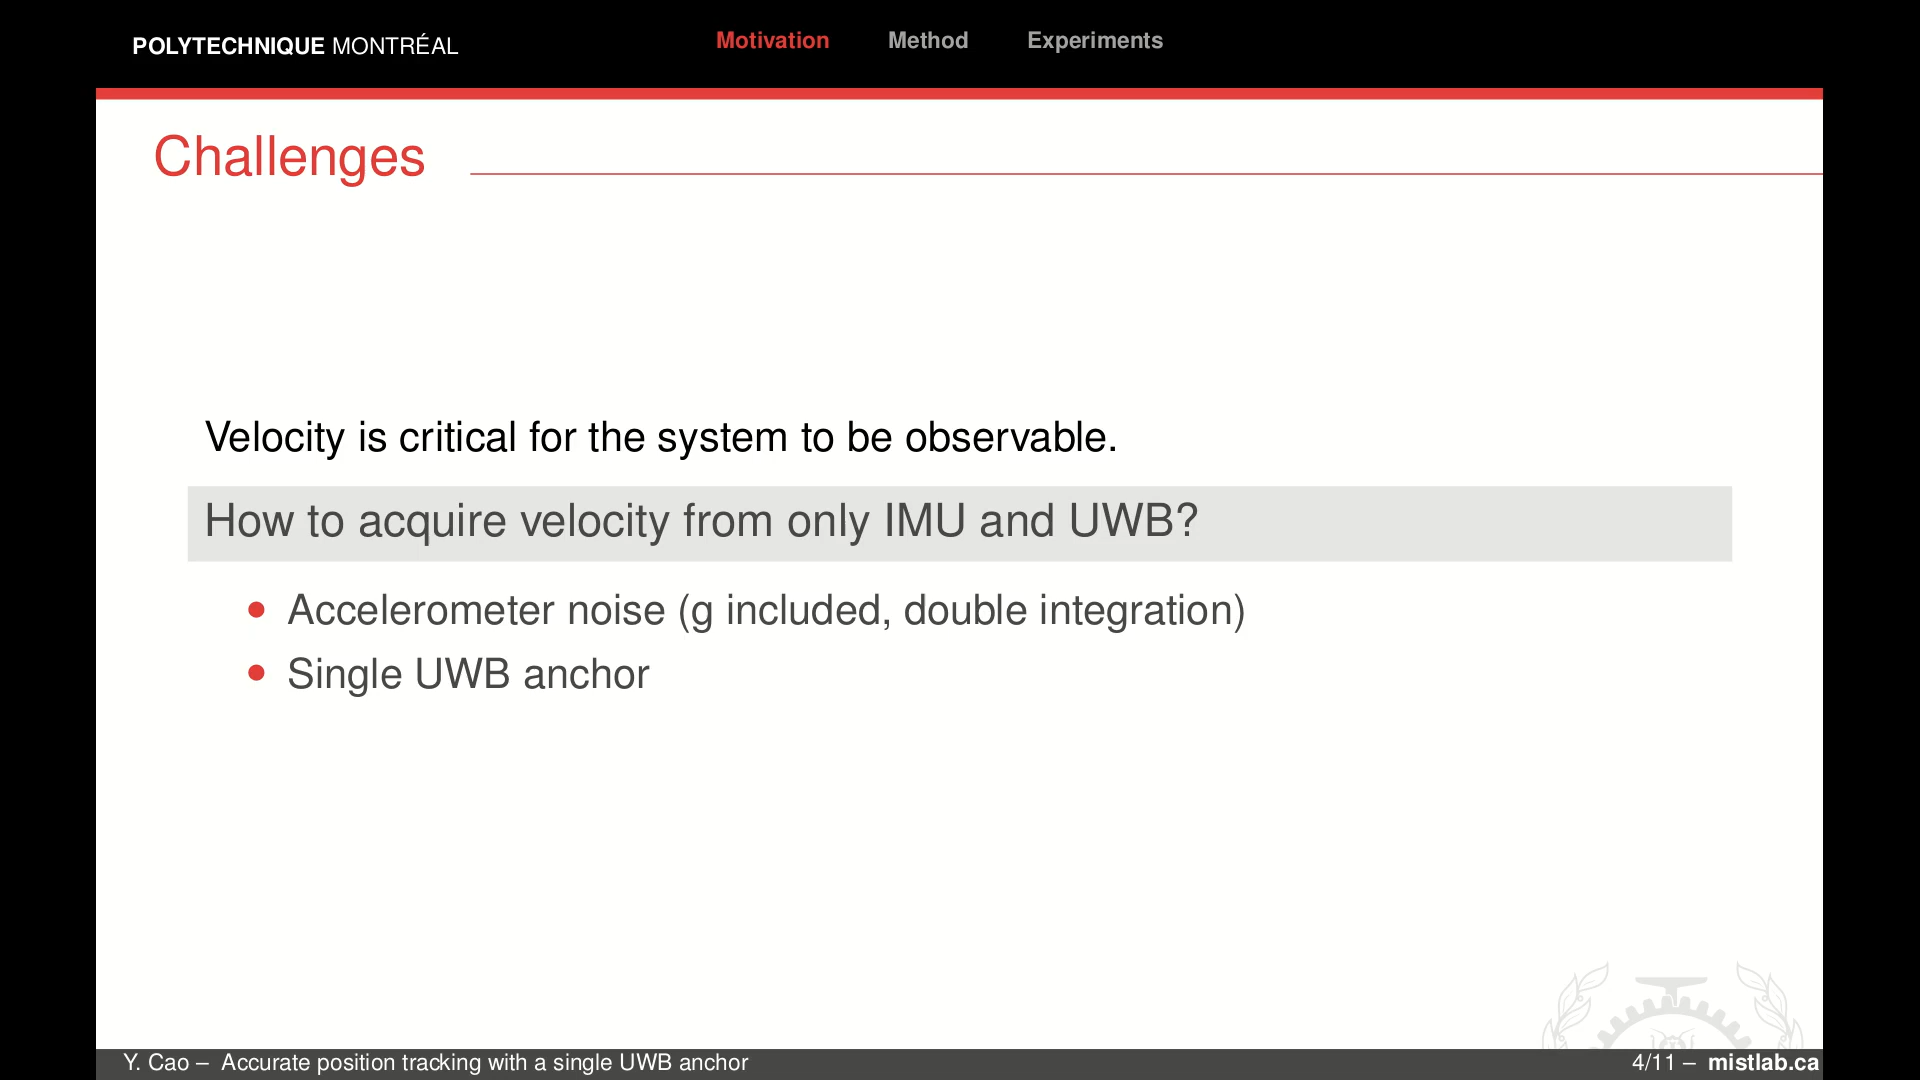 POLYTECHNIQUE MONTRÉAL
Motivation Method Experiments
Challenges
Velocity is critical for the system to be observable.
How to acquire velocity from only IMU and UWB?
• Accelerometer noise (g included, double integration)
• Single UWB anchor
Y. Cao – Accurate position tracking with a single UWB anchor
4/11 – mistlab.ca